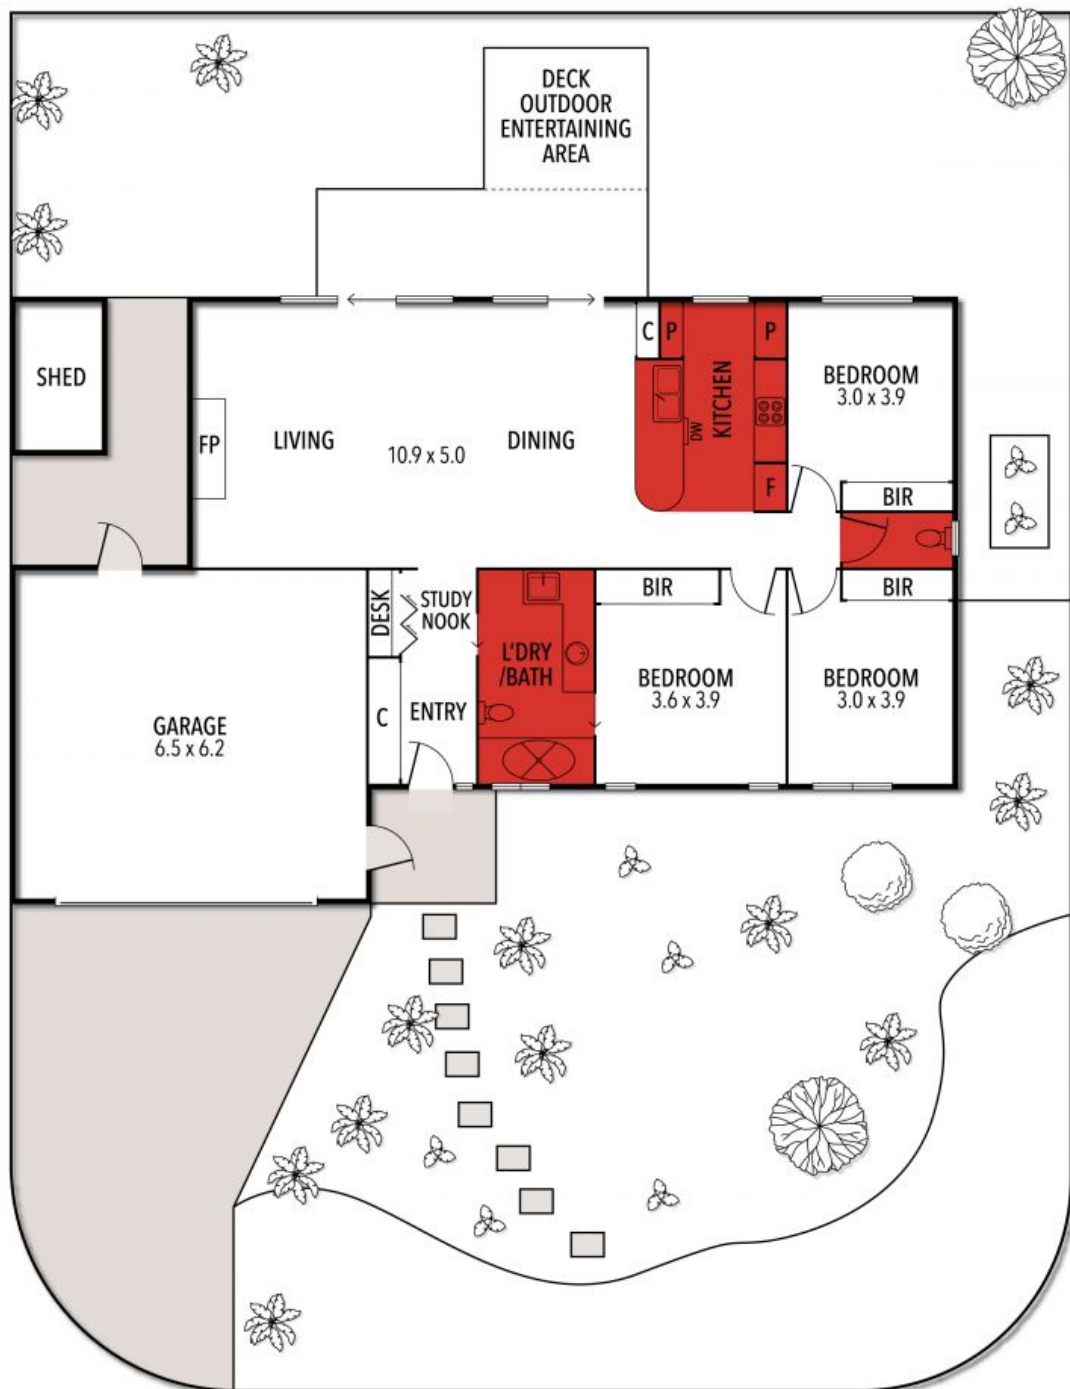 DECK
OUTDOOR
ENTERTAINING
AREA
SHED
FP
LIVING
10.9 x 5.0
DINING
C
P
KITCHEN
DW
P
F
BEDROOM
3.0 x 3.9
BIR
DESK
STUDY
NOOK
L'DRY
/BATH
BIR
BEDROOM
3.6 x 3.9
BIR
BEDROOM
3.0 x 3.9
C
ENTRY
GARAGE
6.5 x 6.2